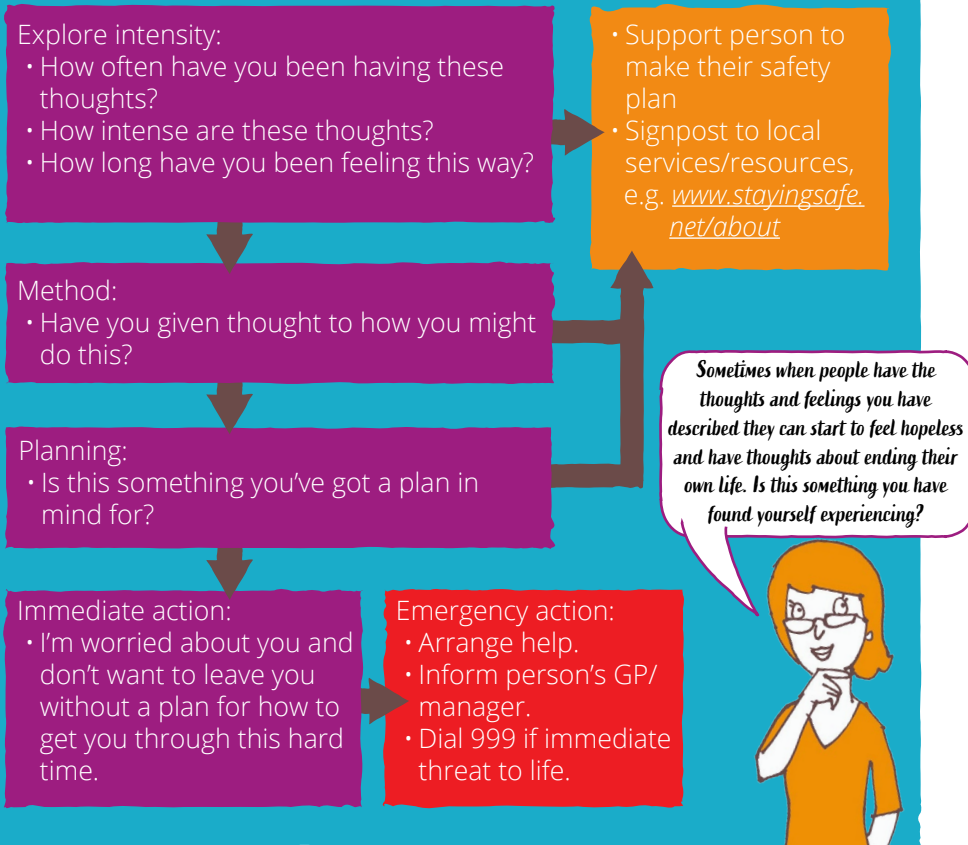 Explore intensity:
• How often have you been having these
thoughts?
• How intense are these thoughts?
• How long have you been feeling this way?
• Support person to
make their safety
plan
• Signpost to local
services/resources,
e.g. www.stayingsafe.
net/about
Method:
• Have you given thought to how you might
do this?
Planning:
• Is this something you've got a plan in
mind for?
Sometimes when people have the
thoughts and feelings you have
described they can start to feel hopeless
and have thoughts about ending their
own life. Is this something you have
found yourself experiencing?
Immediate action:
• I'm worried about you and
don't want to leave you
without a plan for how to
get you through this hard
time.
Emergency action:
• Arrange help.
• Inform person's GP/
manager.
• Dial 999 if immediate
threat to life.